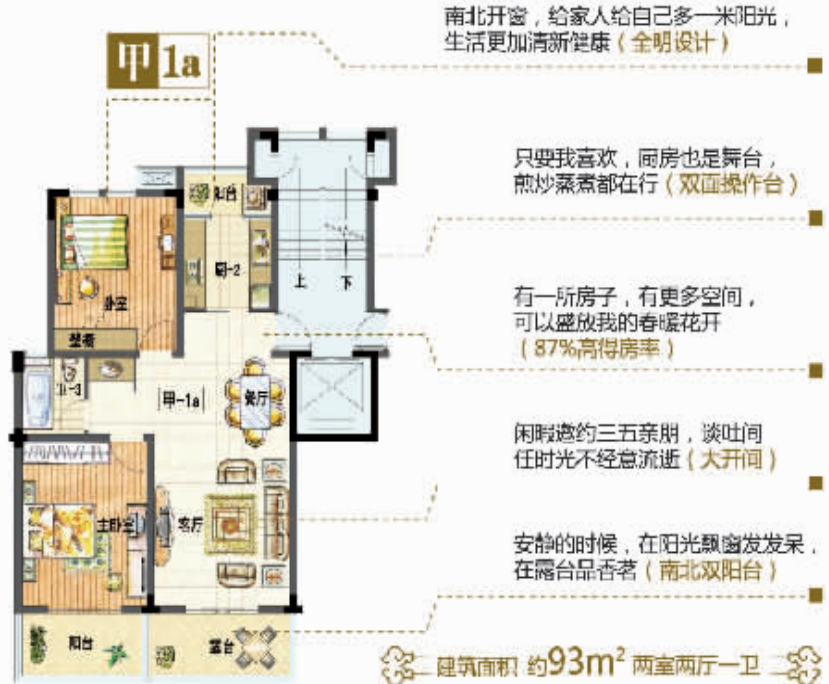 南北开窗，给家人给自己多一米阳光，
生活更加清新健康（全明设计）
甲1a
只要我喜欢，厨房也是舞台，
煎炒蒸煮都在行（双面操作台）
阳台
厨-2
上
下
卧室
壁橱
有一所房子，有更多空间，
可以盛放我的春暖花开
（87%高得房率）
卫-3
甲-1a
餐厅
闲暇邀约三五亲朋，谈吐间
任时光不经意流逝（大开间）
主卧室
客厅
安静的时候，在阳光飘窗发发呆，
在露台品香茗（南北双阳台）
阳台
露台
建筑面积 约93m² 两室两厅一卫